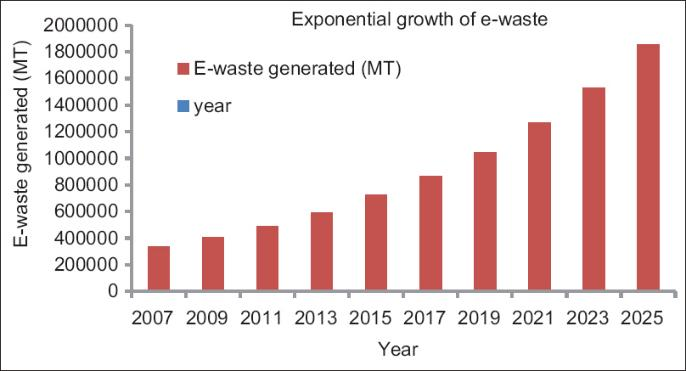 Exponential growth of e-waste
E-waste generated (MT)
year
E-waste generated (MT)
2000000
1800000
1600000
1400000
1200000
1000000
800000
600000
400000
200000
0
2007 2009 2011 2013 2015 2017 2019 2021 2023 2025
Year